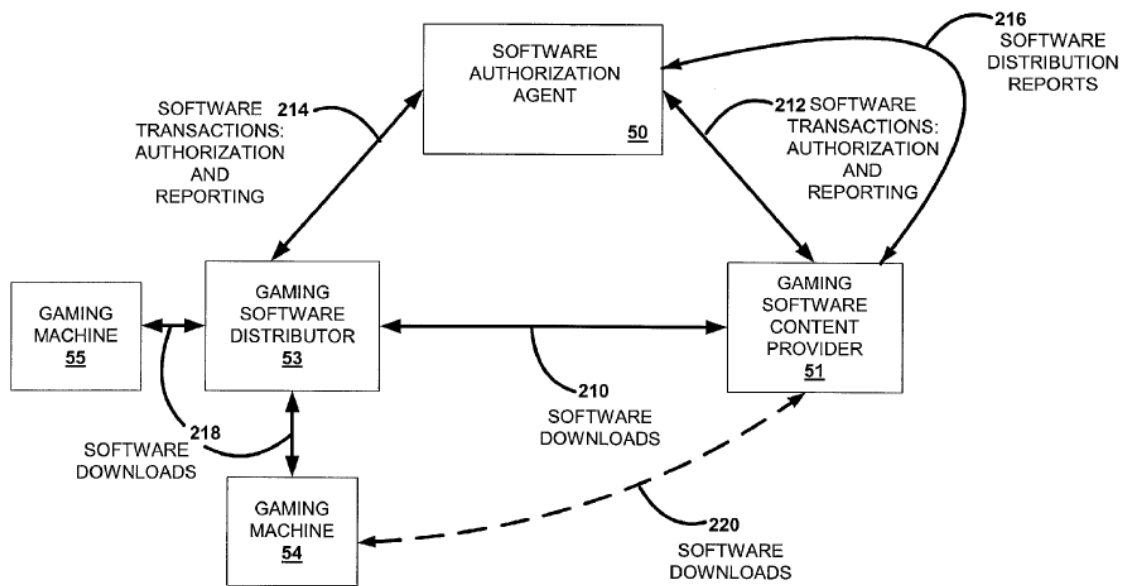 216
SOFTWARE
DISTRIBUTION
REPORTS
SOFTWARE
AUTHORIZATION
AGENT
50
SOFTWARE 214
TRANSACTIONS:
AUTHORIZATION
AND
REPORTING
212 SOFTWARE
TRANSACTIONS:
AUTHORIZATION
AND
REPORTING
GAMING
MACHINE
55
GAMING
SOFTWARE
DISTRIBUTOR
53
GAMING
SOFTWARE
CONTENT
PROVIDER
51
210
SOFTWARE
DOWNLOADS
218
SOFTWARE
DOWNLOADS
GAMING
MACHINE
54
220
SOFTWARE
DOWNLOADS